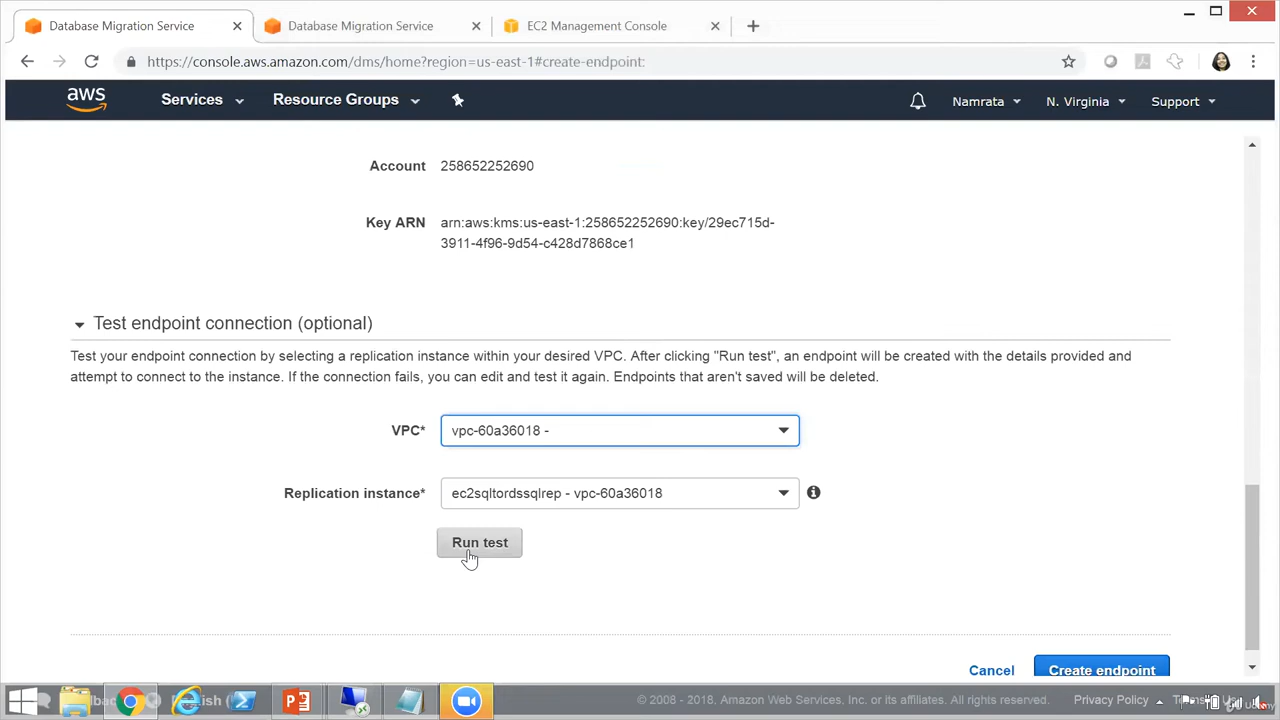 Database Migration Service
Database Migration Service
EC2 Management Console
https://console.aws.amazon.com/dms/home?region=us-east-1#create-endpoint:
aws
Services
Resource Groups
Namrata
N. Virginia
Support
Account 258652252690
Key ARN arn:aws:kms:us-east-1:258652252690:key/29ec715d-
3911-4f96-9d54-c428d7868ce1
Test endpoint connection (optional)
Test your endpoint connection by selecting a replication instance within your desired VPC. After clicking "Run test", an endpoint will be created with the details provided and
attempt to connect to the instance. If the connection fails, you can edit and test it again. Endpoints that aren't saved will be deleted.
VPC* vpc-60a36018 -
Replication instance* ec2sqltordssqlrep - vpc-60a36018
Run test
Cancel Create endpoint
© 2008 - 2018, Amazon Web Services, Inc. or its affiliates. All rights reserved. Privacy Policy